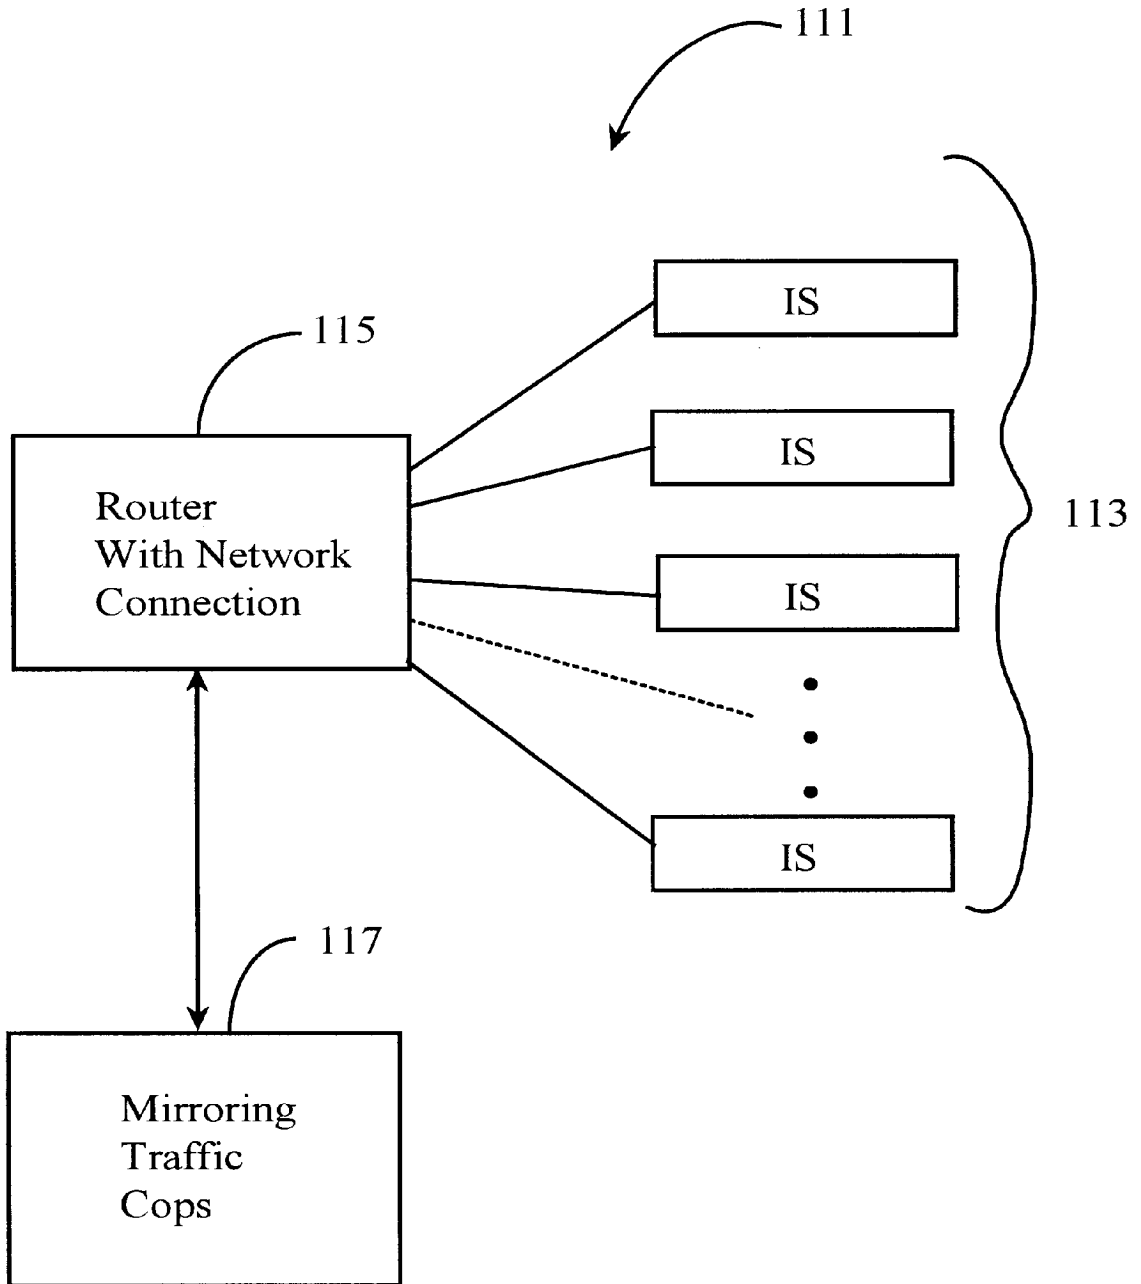 111
IS
115
IS
Router
With Network
Connection
113
IS
IS
117
Mirroring
Traffic
Cops